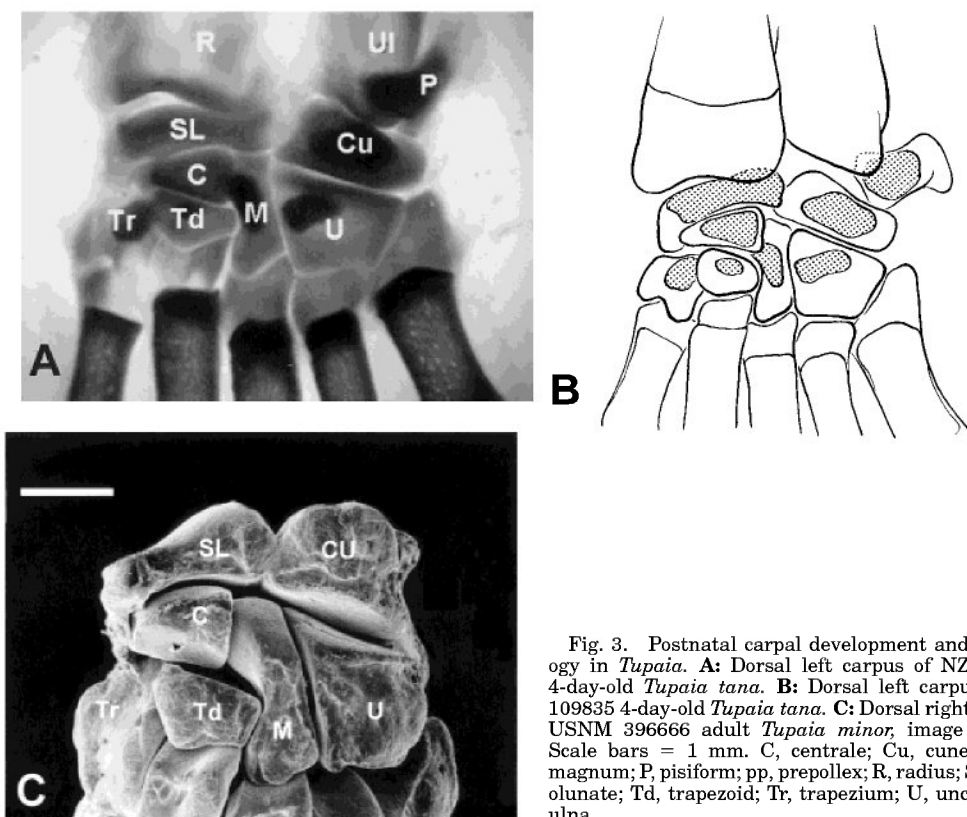 R
Ul
P
SL
Cu
C
Tr
Td
M
U
A
B
SL
CU
C
Tr
Td
M
U
C
Fig. 3. Postnatal carpal development and
ogy in Tupaia. A: Dorsal left carpus of NZ
4-day-old Tupaia tana. B: Dorsal left carpu
109835 4-day-old Tupaia tana. C: Dorsal right
USNM 396666 adult Tupaia minor, image
Scale bars = 1 mm. C, centrale; Cu, cune
magnum; P, pisiform; pp, prepollex; R, radius; S
olunate; Td, trapezoid; Tr, trapezium; U, unc
ulna.